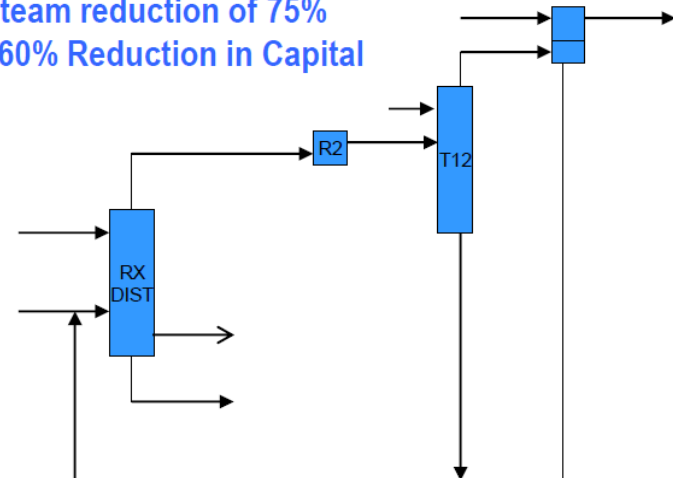 team reduction of 75%
60% Reduction in Capital
R2
T12
RX
DIST